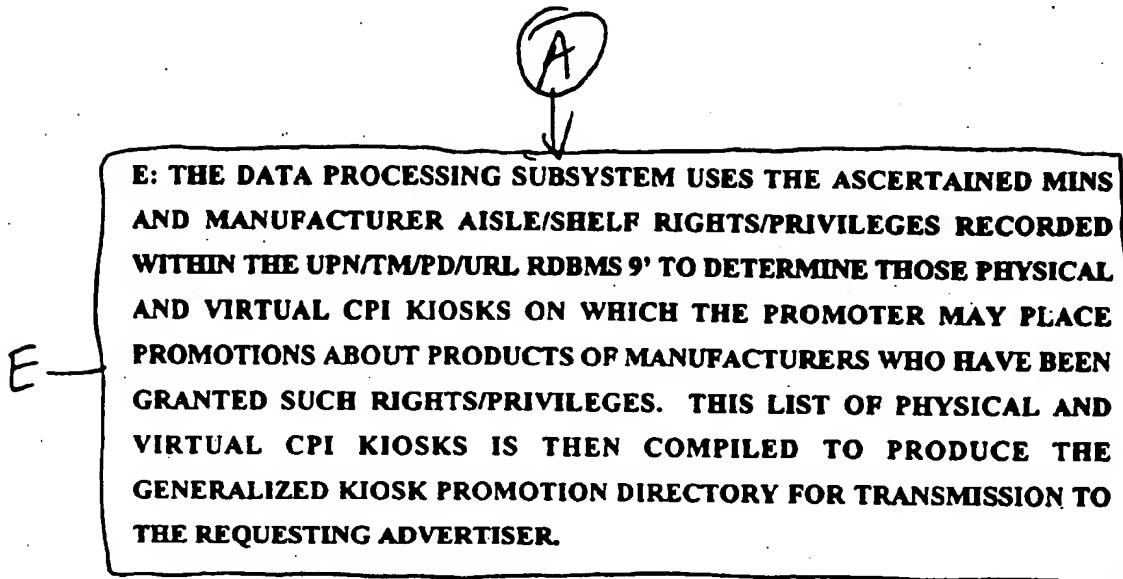 A
E: THE DATA PROCESSING SUBSYSTEM USES THE ASCERTAINED MINS
AND MANUFACTURER AISLE/SHELF RIGHTS/PRIVILEGES RECORDED
WITHIN THE UPN/TM/PD/URL RDBMS 9' TO DETERMINE THOSE PHYSICAL
AND VIRTUAL CPI KIOSKS ON WHICH THE PROMOTER MAY PLACE
PROMOTIONS ABOUT PRODUCTS OF MANUFACTURERS WHO HAVE BEEN
GRANTED SUCH RIGHTS/PRIVILEGES. THIS LIST OF PHYSICAL AND
VIRTUAL CPI KIOSKS IS THEN COMPILED TO PRODUCE THE
GENERALIZED KIOSK PROMOTION DIRECTORY FOR TRANSMISSION TO
THE REQUESTING ADVERTISER.
E